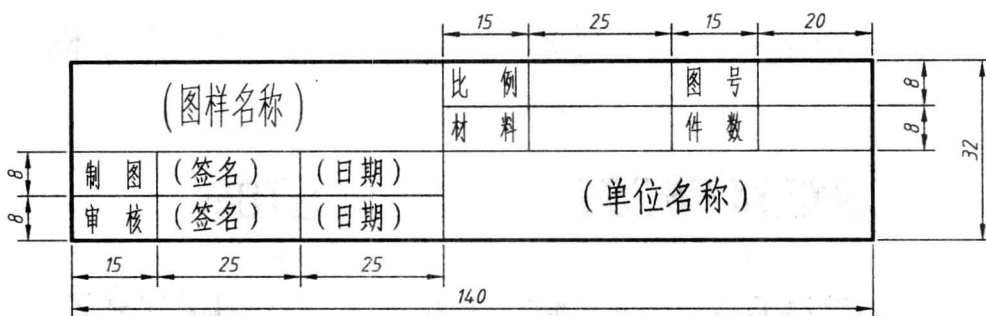 15 25 15 20
(图样名称) 比例 图号 8
材料 件数 8 32
8 制图 (签名) (日期) (单位名称)
8 审核 (签名) (日期)
15 25 25
140